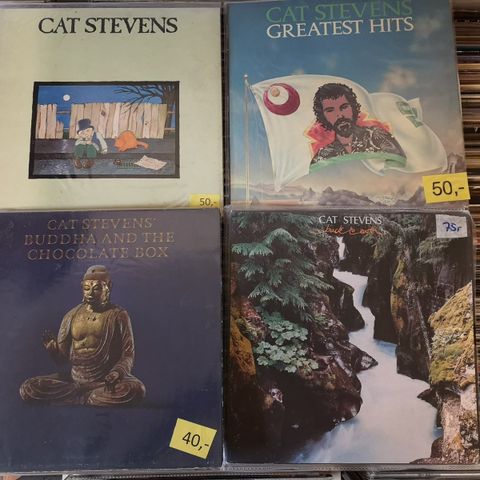 CAT STEVENS
50,-
CAT STEVENS
GREATEST HITS
50,-
CAT STEVENS'
BUDDHA AND THE
CHOCOLATE BOX
40,-
CAT STEVENS
back to earth
75,-